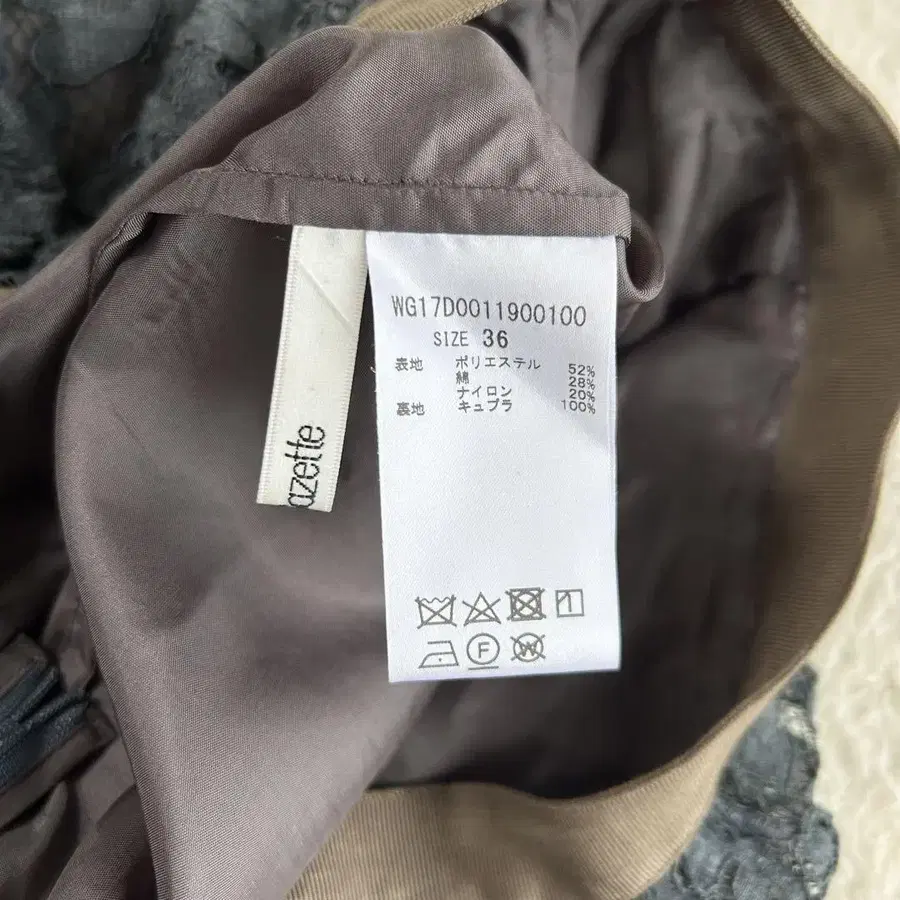 WG17D0011900100
SIZE 36
表地 ポリエステル 52%
綿 28%
ナイロン 20%
裏地 キュプラ 100%
azette
F
W